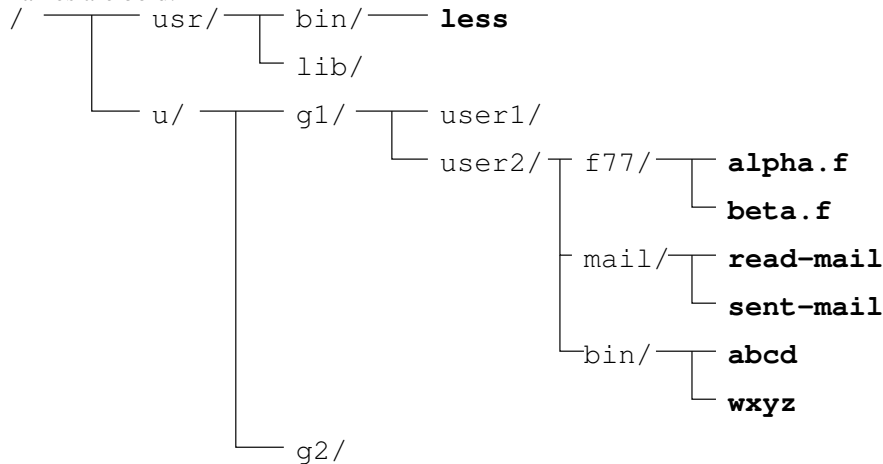 / usr/ bin/ less
lib/
u/ g1/ user1/
user2/ f77/ alpha.f
beta.f
mail/ read-mail
sent-mail
bin/ abcd
wxyz
g2/